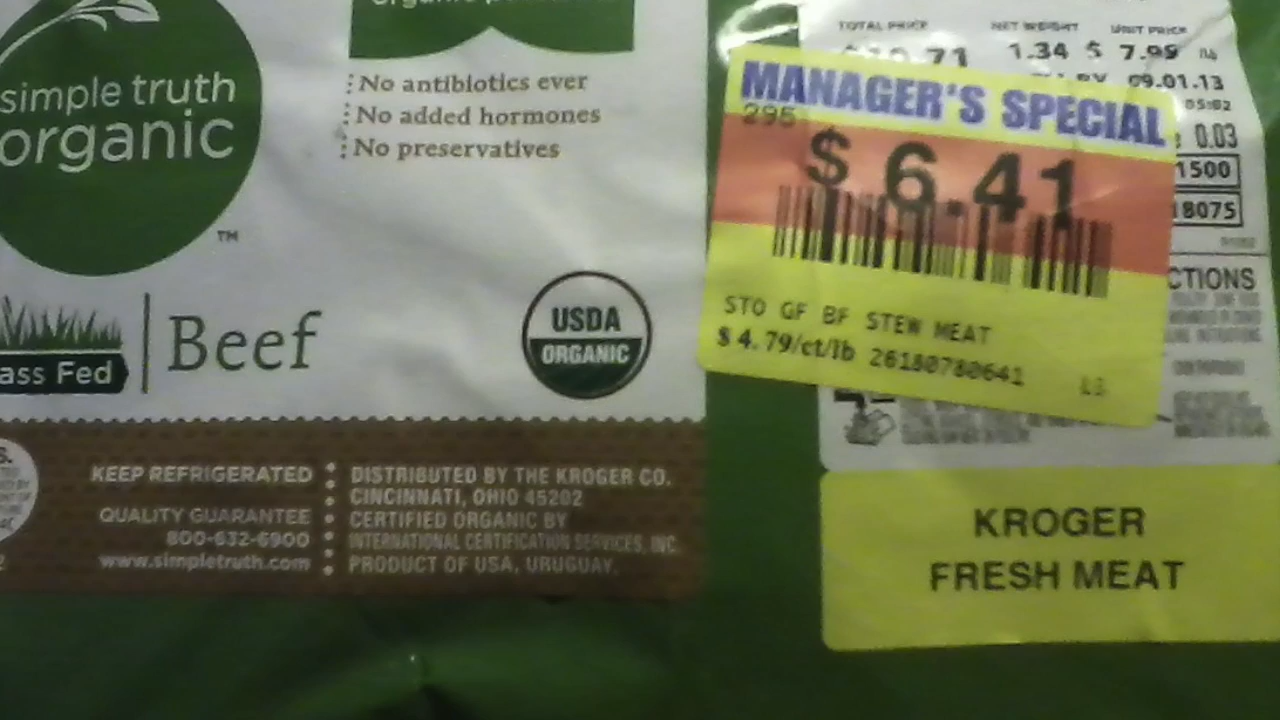 simple truth
organic
TM
No antibiotics ever
No added hormones
No preservatives
ass Fed
Beef
USDA
ORGANIC
KEEP REFRIGERATED
QUALITY GUARANTEE
800-632-6900
www.simpletruth.com
DISTRIBUTED BY THE KROGER CO.
CINCINNATI, OHIO 45202
CERTIFIED ORGANIC BY
INTERNATIONAL CERTIFICATION SERVICES, INC.
PRODUCT OF USA, URUGUAY.
TOTAL PRICE NET WEIGHT UNIT PRICE
71 1.34 $ 7.99 /lb
BY 09.01.13
0.03
1500
18075
CTIONS
MANAGER'S SPECIAL
295
$ 6.41
STO GF BF STEW MEAT
$ 4.79/ct/lb 26180780641
KROGER
FRESH MEAT